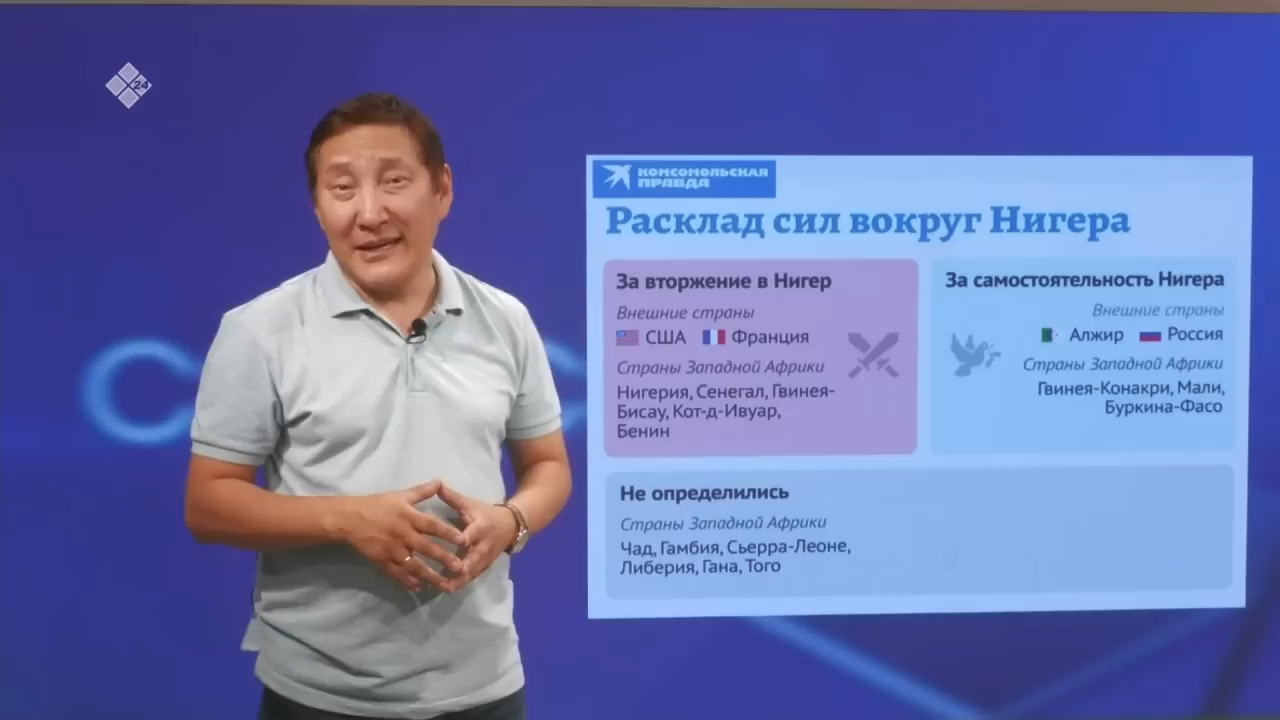 24
КОМСОМОЛЬСКАЯ
ПРАВДА
Расклад сил вокруг Нигера
За вторжение в Нигер
Внешние страны
США Франция
Страны Западной Африки
Нигерия, Сенегал, Гвинея-
Бисау, Кот-д-Ивуар,
Бенин
За самостоятельность Нигера
Внешние страны
Алжир Россия
Страны Западной Африки
Гвинея-Конакри, Мали,
Буркина-Фасо
Не определились
Страны Западной Африки
Чад, Гамбия, Сьерра-Леоне,
Либерия, Гана, Того